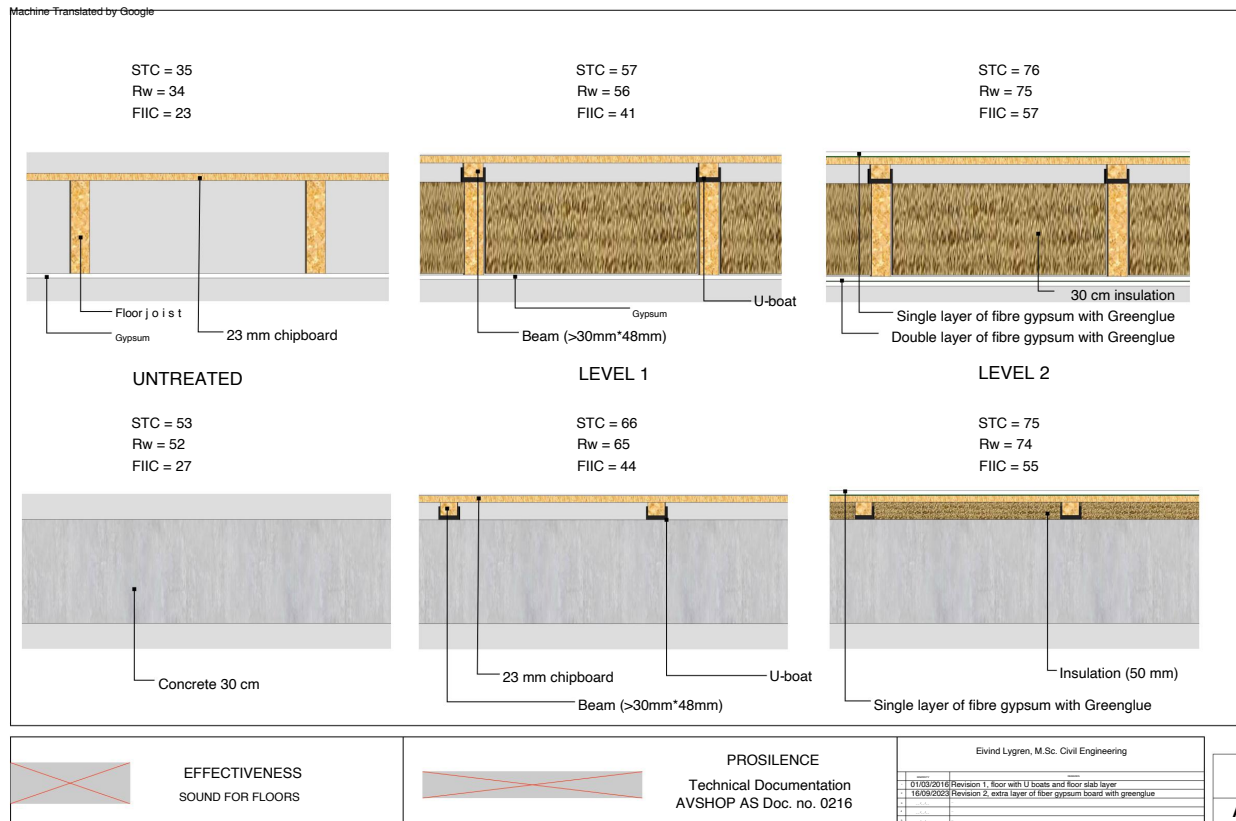 Machine Translated by Google
STC = 35
Rw = 34
FIIC = 23
STC = 57
Rw = 56
FIIC = 41
STC = 76
Rw = 75
FIIC = 57
Floor j o i s t
Gypsum
23 mm chipboard
Gypsum
U-boat
Beam (>30mm*48mm)
30 cm insulation
Single layer of fibre gypsum with Greenglue
Double layer of fibre gypsum with Greenglue
UNTREATED
LEVEL 1
LEVEL 2
STC = 53
Rw = 52
FIIC = 27
STC = 66
Rw = 65
FIIC = 44
STC = 75
Rw = 74
FIIC = 55
Concrete 30 cm
23 mm chipboard
U-boat
Beam (>30mm*48mm)
Insulation (50 mm)
Single layer of fibre gypsum with Greenglue
EFFECTIVENESS
SOUND FOR FLOORS
PROSILENCE
Technical Documentation
AVSHOP AS Doc. no. 0216
Eivind Lygren, M.Sc. Civil Engineering
01/03/2016 Revision 1, floor with U boats and floor slab layer
16/09/2023 Revision 2, extra layer of fiber gypsum board with greenglue